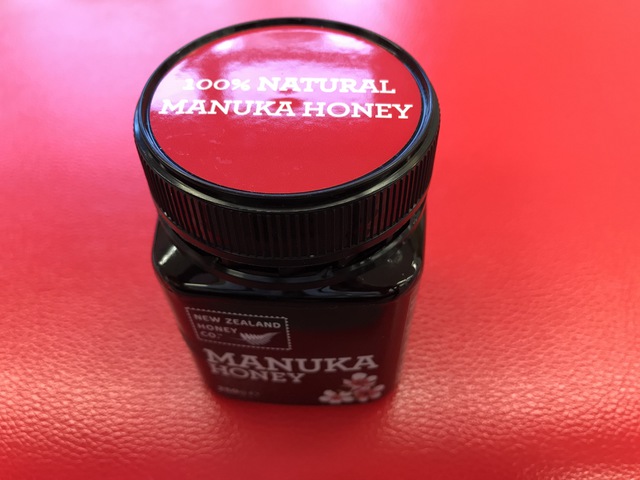 100% NATURAL
MANUKA HONEY
NEW ZEALAND
HONEY
CO.
MANUKA
HONEY